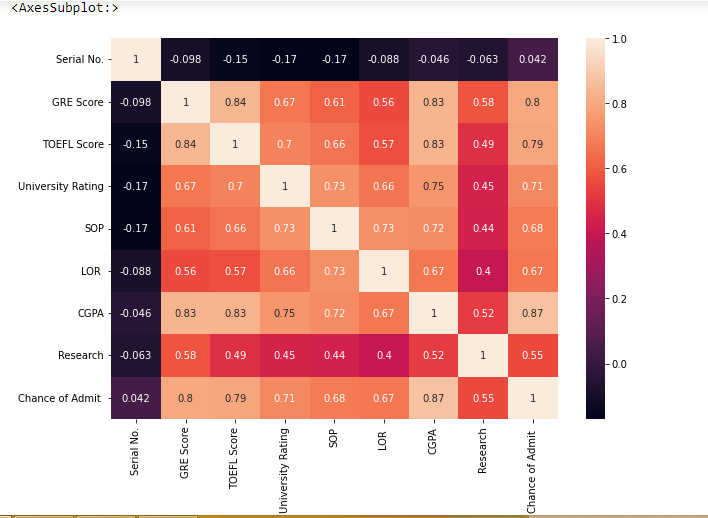 <AxesSubplot:>
Serial No. 1 -0.098 -0.15 -0.17 -0.17 -0.088 -0.046 -0.063 0.042
GRE Score -0.098 1 0.84 0.67 0.61 0.56 0.83 0.58 0.8
TOEFL Score -0.15 0.84 1 0.7 0.66 0.57 0.83 0.49 0.79
University Rating -0.17 0.67 0.7 1 0.73 0.66 0.75 0.45 0.71
SOP -0.17 0.61 0.66 0.73 1 0.73 0.72 0.44 0.68
LOR -0.088 0.56 0.57 0.66 0.73 1 0.67 0.4 0.67
CGPA -0.046 0.83 0.83 0.75 0.72 0.67 1 0.52 0.87
Research -0.063 0.58 0.49 0.45 0.44 0.4 0.52 1 0.55
Chance of Admit 0.042 0.8 0.79 0.71 0.68 0.67 0.87 0.55 1
Serial No.
GRE Score
TOEFL Score
University Rating
SOP
LOR
CGPA
Research
Chance of Admit
1.0
0.8
0.6
0.4
0.2
0.0